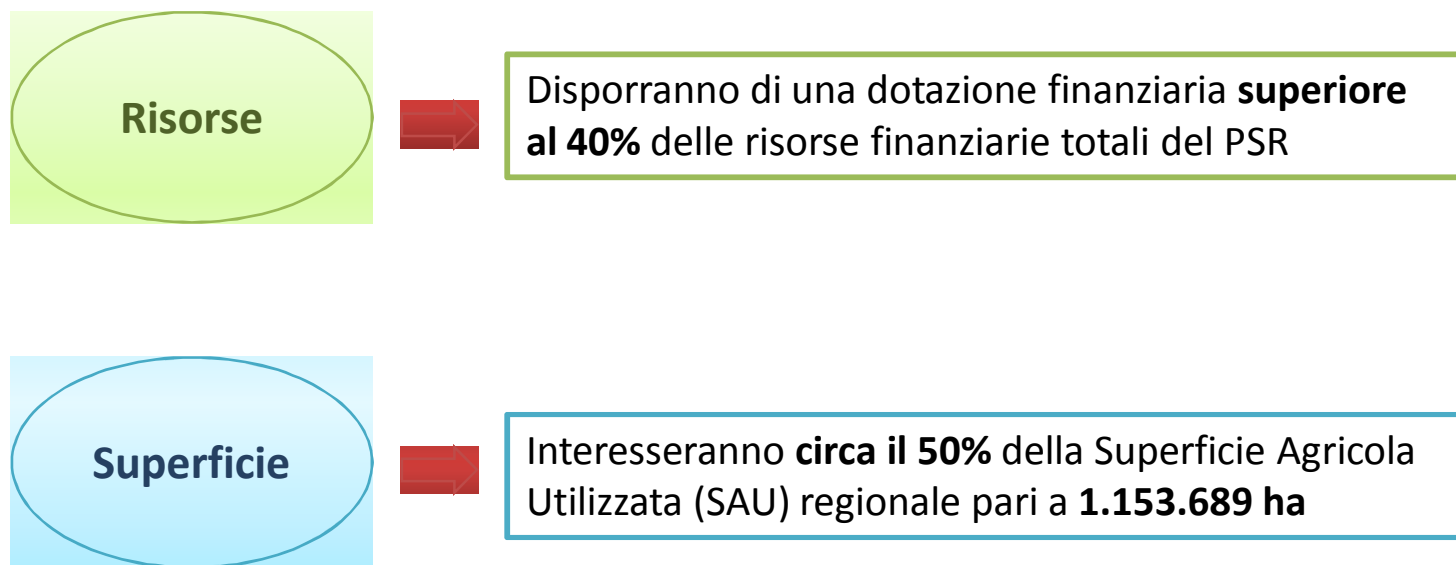 Risorse
Disporranno di una dotazione finanziaria superiore
al 40% delle risorse finanziarie totali del PSR
Superficie
Interesseranno circa il 50% della Superficie Agricola
Utilizzata (SAU) regionale pari a 1.153.689 ha